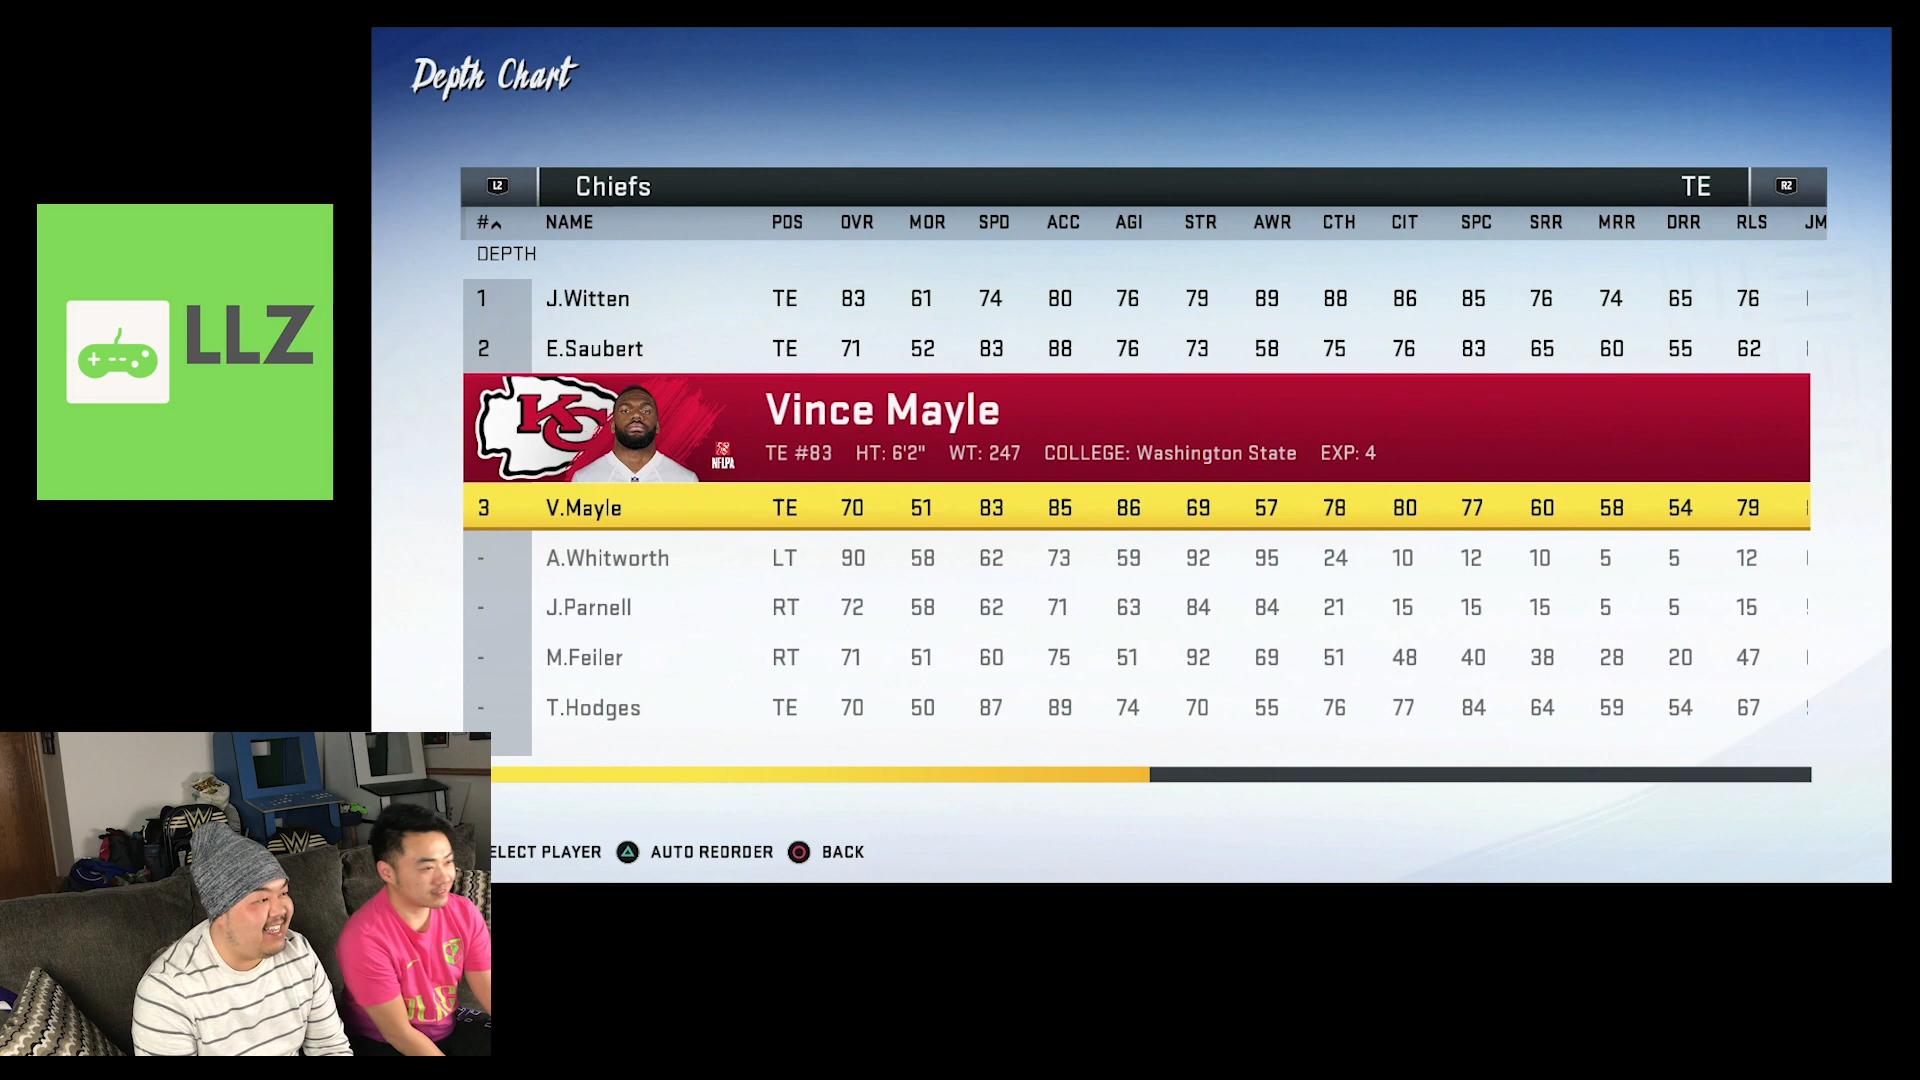 Depth Chart
L2 Chiefs TE R2
# NAME POS OVR MOR SPD ACC AGI STR AWR CTH CIT SPC SRR MRR DRR RLS JM
DEPTH
1 J.Witten TE 83 61 74 80 76 79 89 88 86 85 76 74 65 76
2 E.Saubert TE 71 52 83 88 76 73 58 75 76 83 65 60 55 62
LLZ
KC
Vince Mayle
NFLPA TE #83 HT: 6'2" WT: 247 COLLEGE: Washington State EXP: 4
3 V.Mayle TE 70 51 83 85 86 69 57 78 80 77 60 58 54 79
- A.Whitworth LT 90 58 62 73 59 92 95 24 10 12 10 5 5 12
- J.Parnell RT 72 58 62 71 63 84 84 21 15 15 15 5 5 15
- M.Feiler RT 71 51 60 75 51 92 69 51 48 40 38 28 20 47
- T.Hodges TE 70 50 87 89 74 70 55 76 77 84 64 59 54 67
ELECT PLAYER AUTO REORDER BACK
W
W